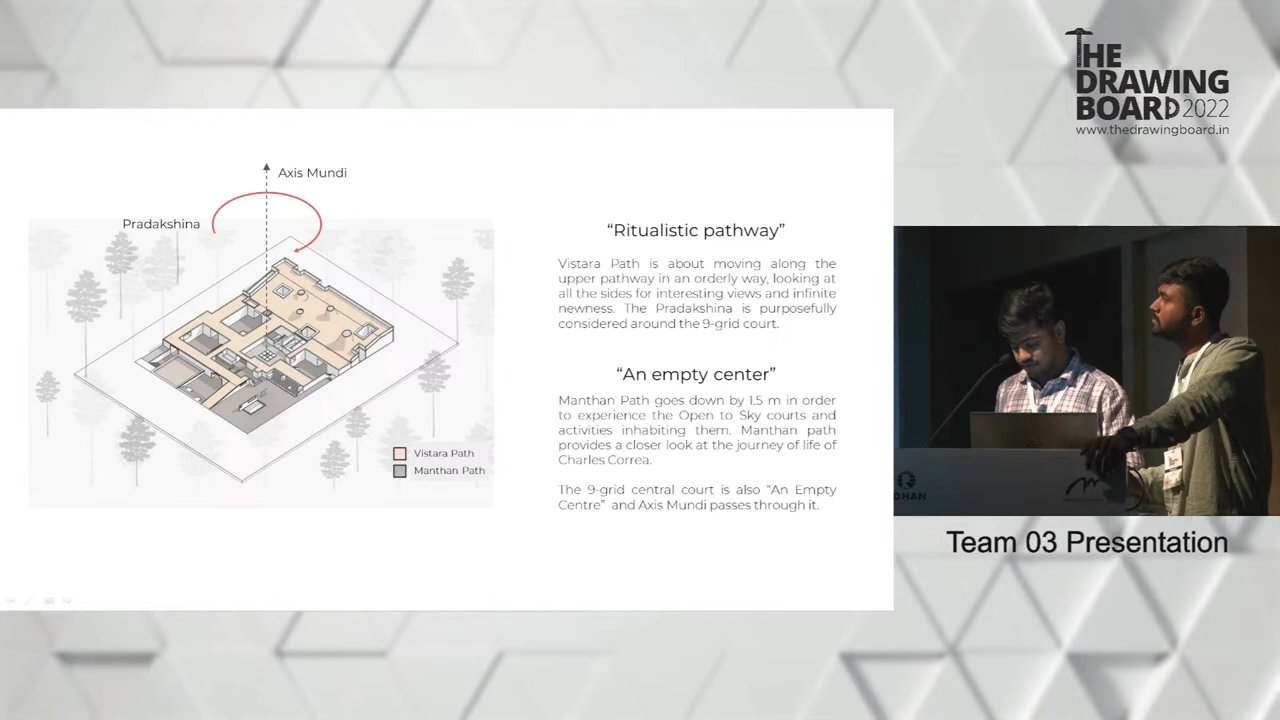 THE
DRAWING
BOARD 2022
www.thedrawingboard.in
Axis Mundi
Pradakshina
Vistara Path
Manthan Path
“Ritualistic pathway”
Vistara Path is about moving along the
upper pathway in an orderly way, looking at
all the sides for interesting views and infinite
newness. The Pradakshina is purposefully
considered around the 9-grid court.
“An empty center”
Manthan Path goes down by 1.5 m in order
to experience the Open to Sky courts and
activities inhabiting them. Manthan path
provides a closer look at the journey of life of
Charles Correa.
The 9-grid central court is also “An Empty
Centre” and Axis Mundi passes through it.
Team 03 Presentation